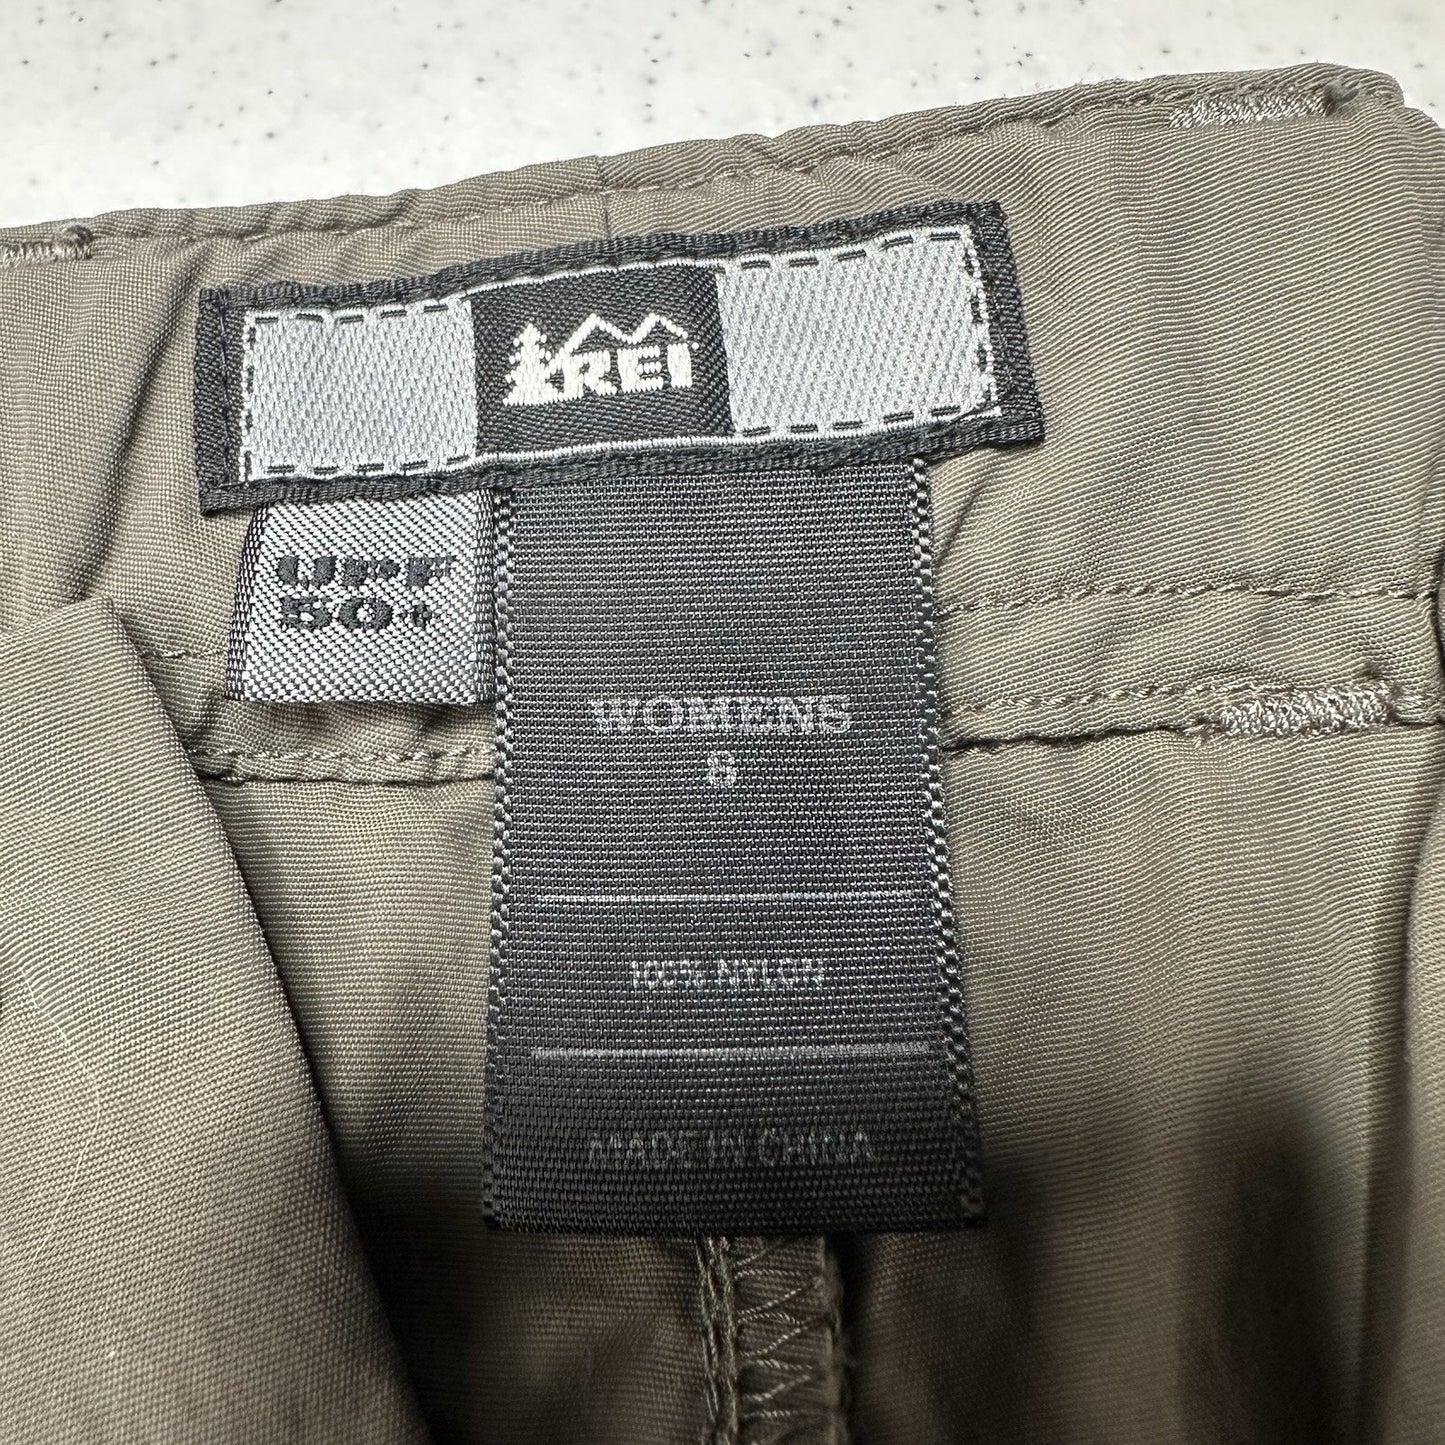 REI
UPF
50+
WOMENS
8
100% NYLON
MADE IN CHINA